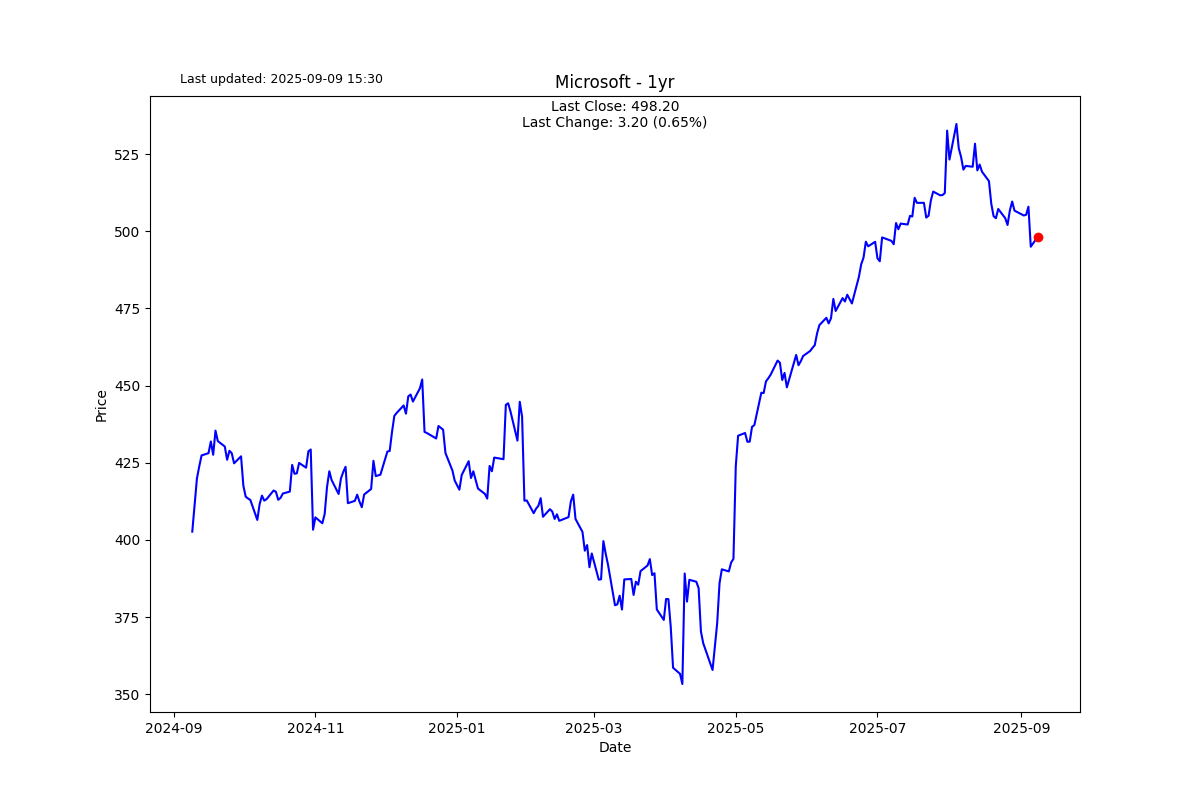 Last updated: 2025-09-09 15:30
Microsoft - 1yr
Last Close: 498.20
Last Change: 3.20 (0.65%)
Price
525
500
475
450
425
400
375
350
2024-09
2024-11
2025-01
2025-03
2025-05
2025-07
2025-09
Date